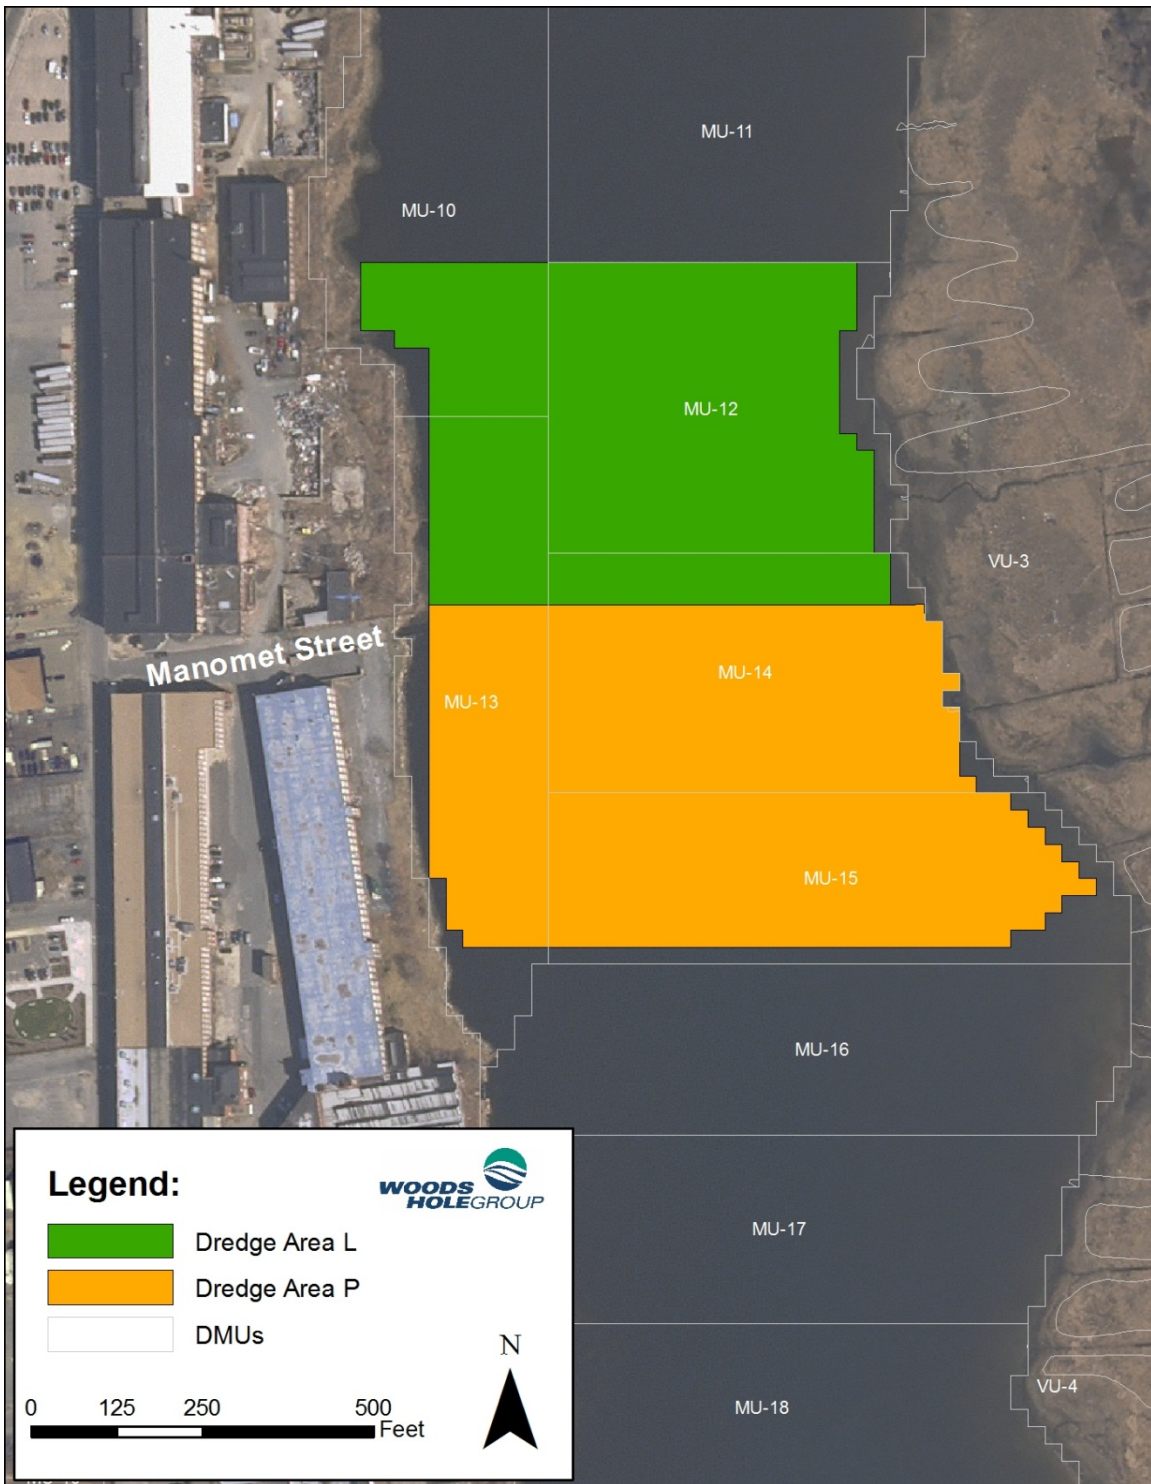 MU-11
MU-10
MU-12
VU-3
Manomet Street
MU-14
MU-13
MU-15
MU-16
MU-17
VU-4
MU-18
Legend:
WOODS
HOLEGROUP
Dredge Area L
Dredge Area P
DMUs
N
0 125 250 500
Feet